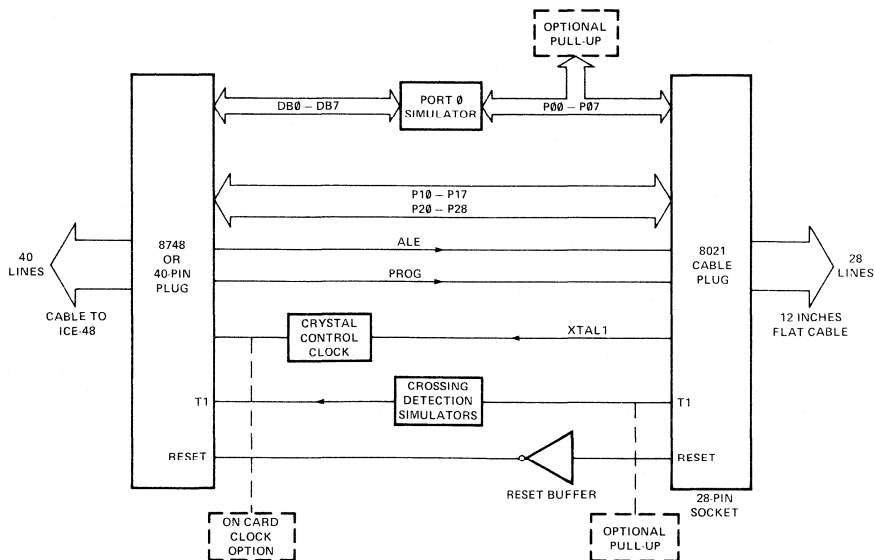 OPTIONAL
PULL-UP
DB0 – DB7
PORT 0
SIMULATOR
P00 – P07
P10 – P17
P20 – P28
40
LINES
8748
OR
40-PIN
PLUG
ALE
8021
CABLE
PLUG
28
LINES
PROG
CABLE TO
ICE-48
12 INCHES
FLAT CABLE
CRYSTAL
CONTROL
CLOCK
XTAL1
T1
CROSSING
DETECTION
SIMULATORS
T1
RESET
RESET
RESET BUFFER
28-PIN
SOCKET
ON CARD
CLOCK
OPTION
OPTIONAL
PULL-UP